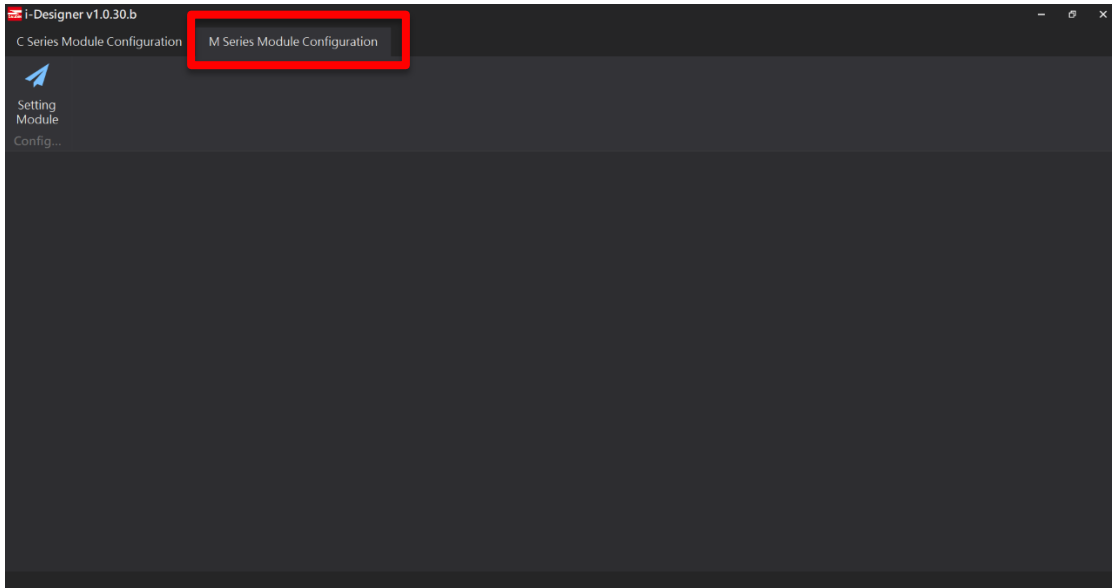 i-Designer v1.0.30.b
C Series Module Configuration
M Series Module Configuration
Setting
Module
Config...